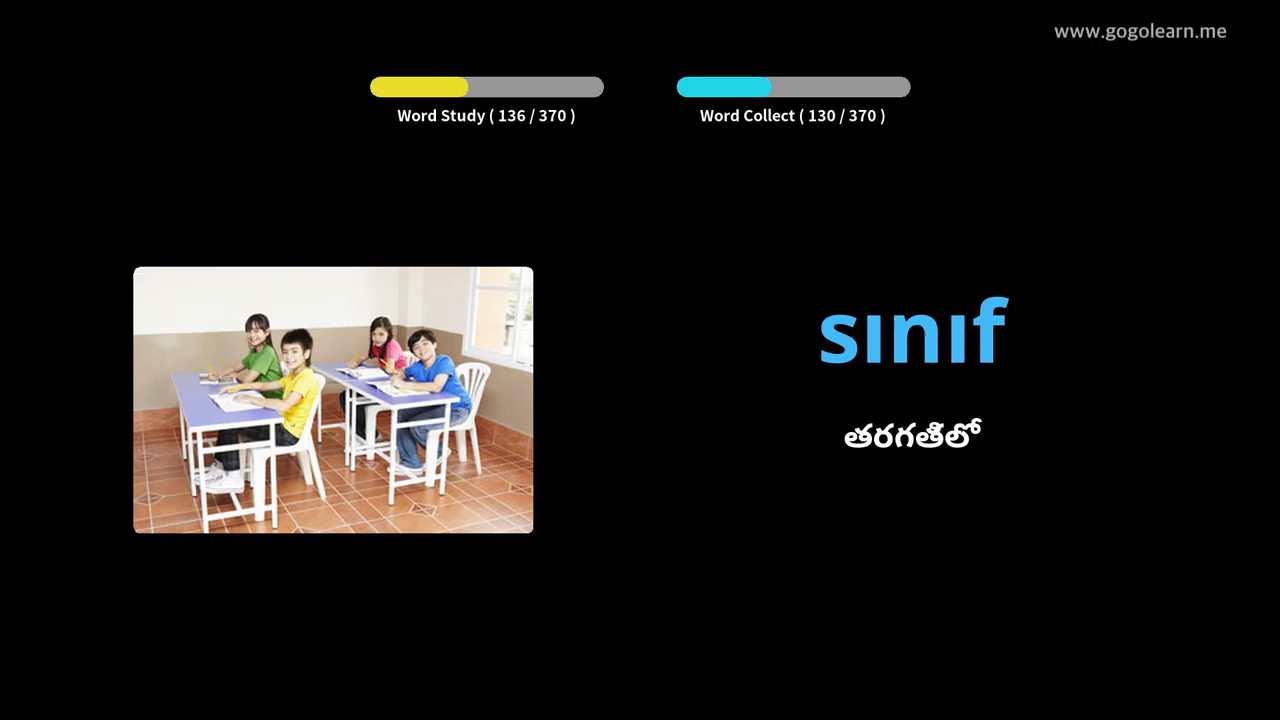 www.gogolearn.me
Word Study ( 136 / 370 )
Word Collect ( 130 / 370 )
sınıf
తరగతిలో